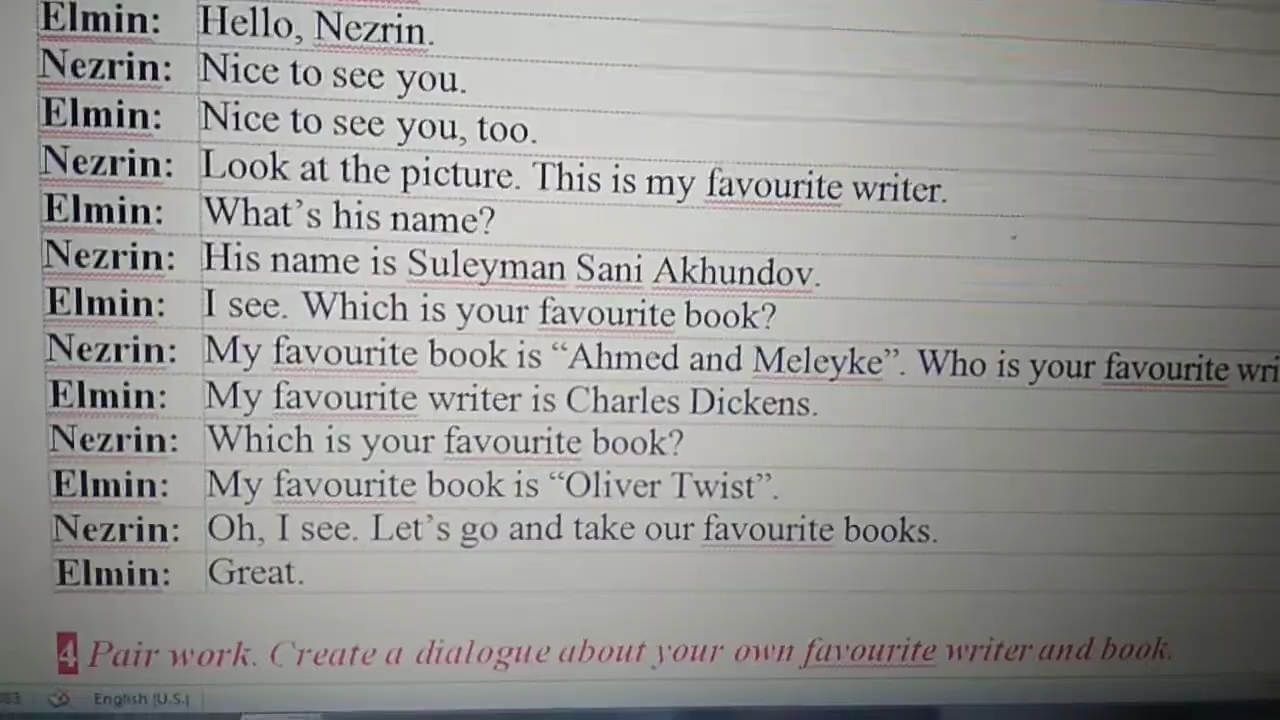 Elmin: Hello, Nezrin.
Nezrin: Nice to see you.
Elmin: Nice to see you, too.
Nezrin: Look at the picture. This is my favourite writer.
Elmin: What's his name?
Nezrin: His name is Suleyman Sani Akhundov.
Elmin: I see. Which is your favourite book?
Nezrin: My favourite book is “Ahmed and Meleyke”. Who is your favourite
Elmin: My favourite writer is Charles Dickens.
Nezrin: Which is your favourite book?
Elmin: My favourite book is “Oliver Twist”.
Nezrin: Oh, I see. Let's go and take our favourite books.
Elmin: Great.
4 Pair work. Create a dialogue about your own favourite writer and book.
English (U.S.)